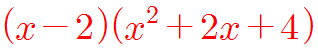 (x − 2)(x² + 2x + 4)